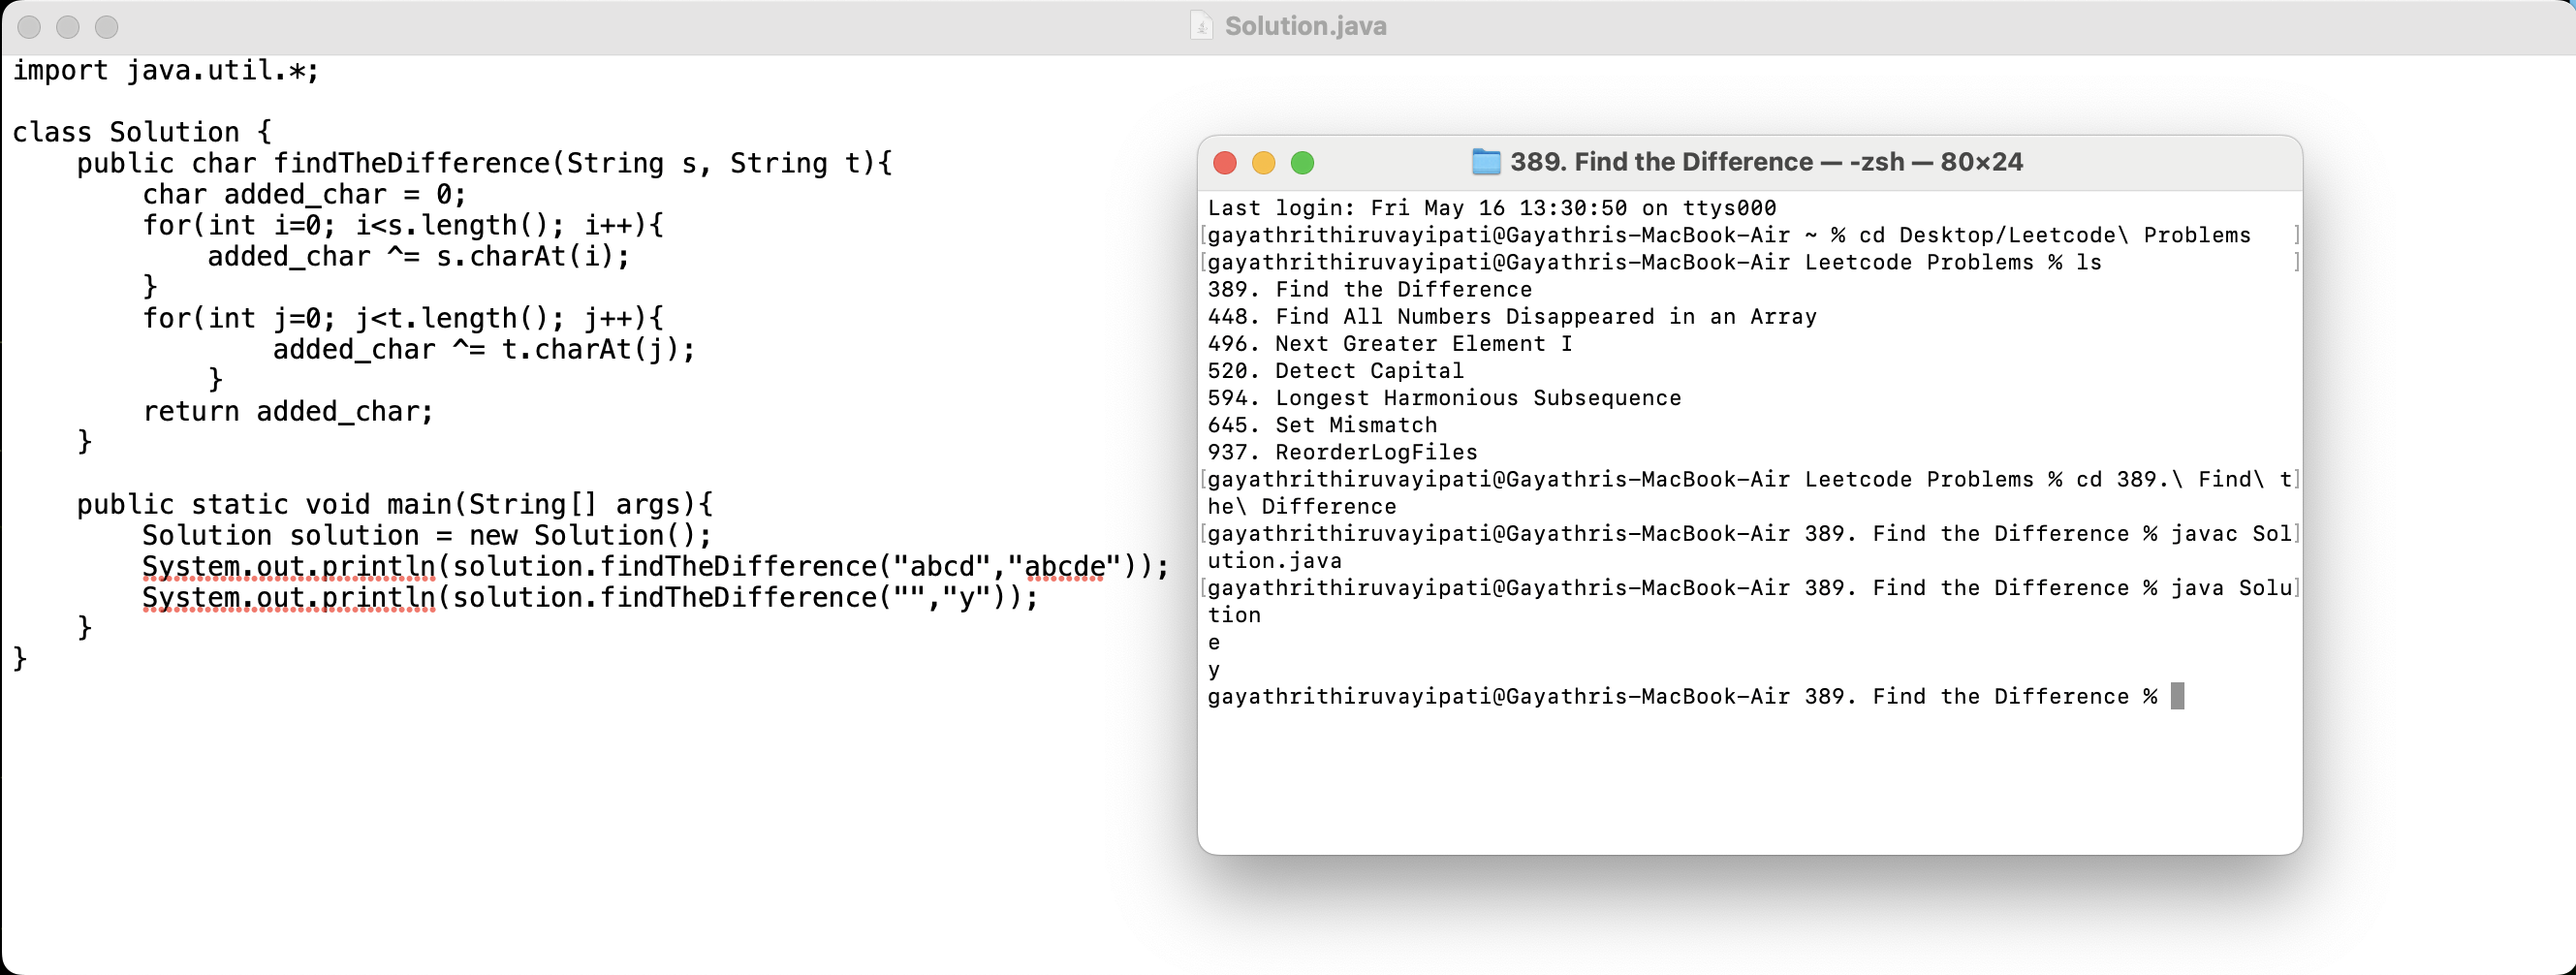 Solution.java
import java.util.*;
class Solution {
    public char findTheDifference(String s, String t){
        char added_char = 0;
        for(int i=0; i<s.length(); i++){
            added_char ^= s.charAt(i);
        }
        for(int j=0; j<t.length(); j++){
                added_char ^= t.charAt(j);
            }
        return added_char;
    }
    public static void main(String[] args){
        Solution solution = new Solution();
        System.out.println(solution.findTheDifference("abcd","abcde"));
        System.out.println(solution.findTheDifference("","y"));
    }
}
389. Find the Difference — -zsh — 80×24
Last login: Fri May 16 13:30:50 on ttys000
[gayathrithiruvayipati@Gayathris-MacBook-Air ~ % cd Desktop/Leetcode\ Problems   ]
[gayathrithiruvayipati@Gayathris-MacBook-Air Leetcode Problems % ls              ]
389. Find the Difference
448. Find All Numbers Disappeared in an Array
496. Next Greater Element I
520. Detect Capital
594. Longest Harmonious Subsequence
645. Set Mismatch
937. ReorderLogFiles
[gayathrithiruvayipati@Gayathris-MacBook-Air Leetcode Problems % cd 389.\ Find\ t]
he\ Difference
[gayathrithiruvayipati@Gayathris-MacBook-Air 389. Find the Difference % javac Sol]
ution.java
[gayathrithiruvayipati@Gayathris-MacBook-Air 389. Find the Difference % java Solu]
tion
e
y
gayathrithiruvayipati@Gayathris-MacBook-Air 389. Find the Difference %